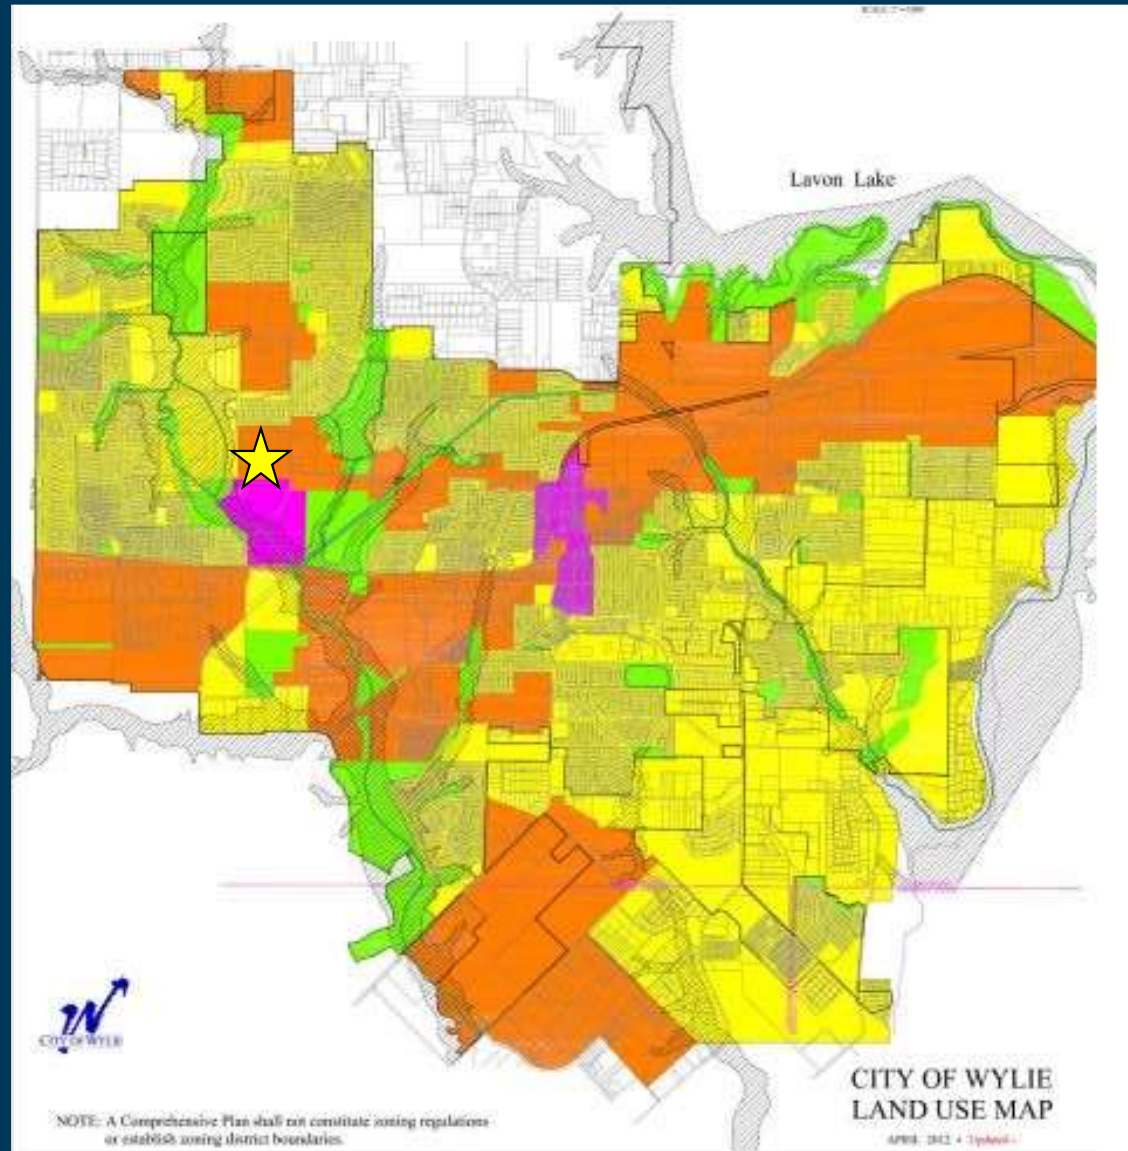 Lavon Lake
CITY OF WYLIE
CITY OF WYLIE
LAND USE MAP
NOTE: A Comprehensive Plan shall not constitute zoning regulations
or establish zoning district boundaries.
APRIL 2012 • Updated -